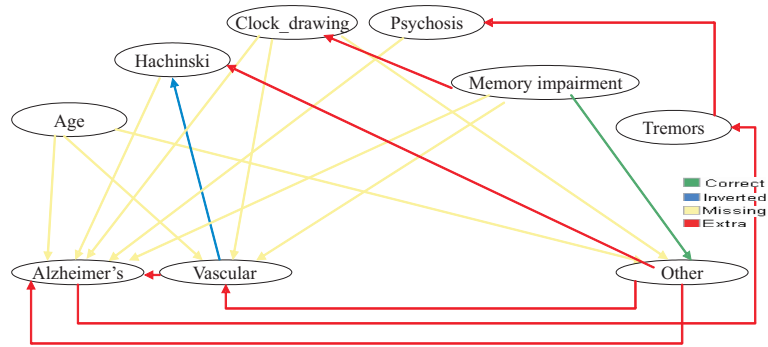 Clock_drawing
Psychosis
Hachinski
Memory impairment
Age
Tremors
Correct
Inverted
Missing
Extra
Alzheimer's
Vascular
Other